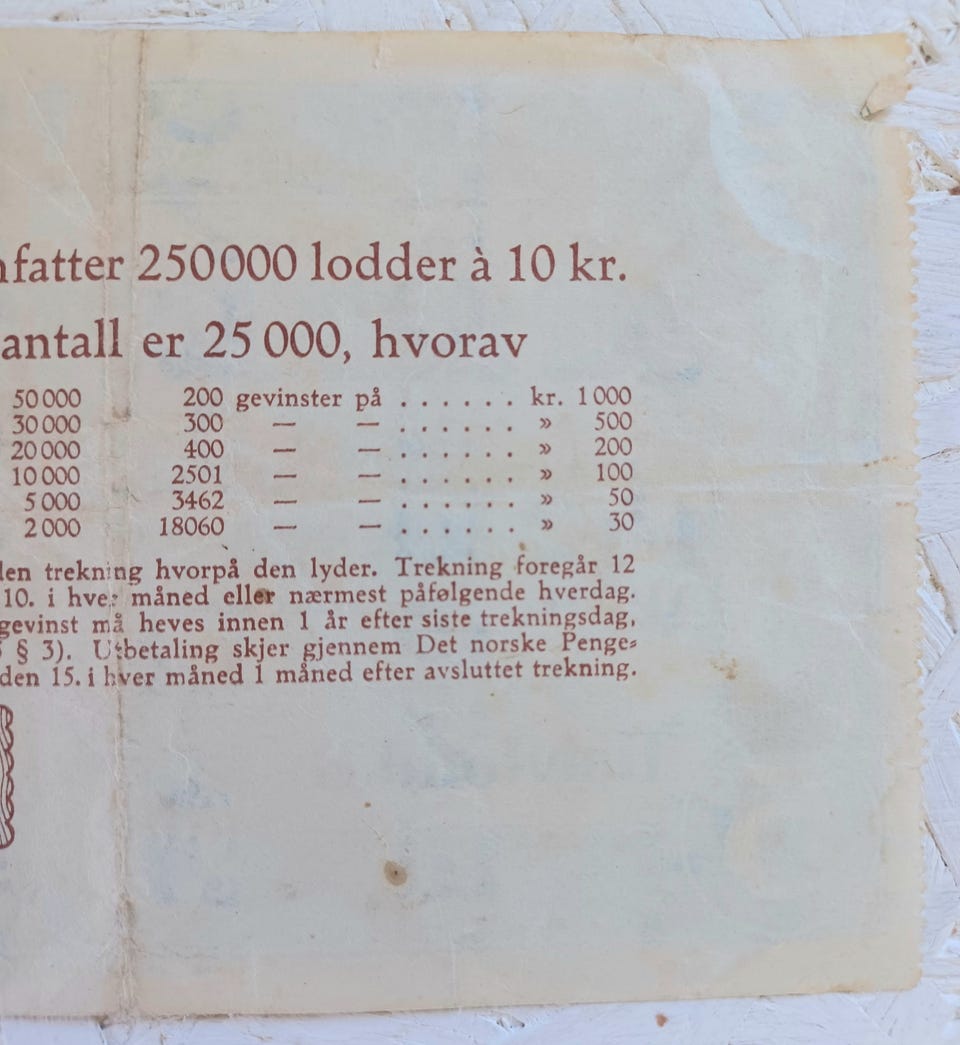 mfatter 250000 lodder à 10 kr.
antall er 25 000, hvorav
50 000 200 gevinster på . . . . . . kr. 1 000
30 000 300 — — . . . . . . » 500
20 000 400 — — . . . . . . » 200
10 000 2501 — — . . . . . . » 100
5 000 3462 — — . . . . . . » 50
2 000 18060 — — . . . . . . » 30
den trekning hvorpå den lyder. Trekning foregår 12
10. i hver måned eller nærmest påfølgende hverdag.
gevinst må heves innen 1 år efter siste trekningsdag,
§ 3). Utbetaling skjer gjennem Det norske Penge=
den 15. i hver måned 1 måned efter avsluttet trekning.